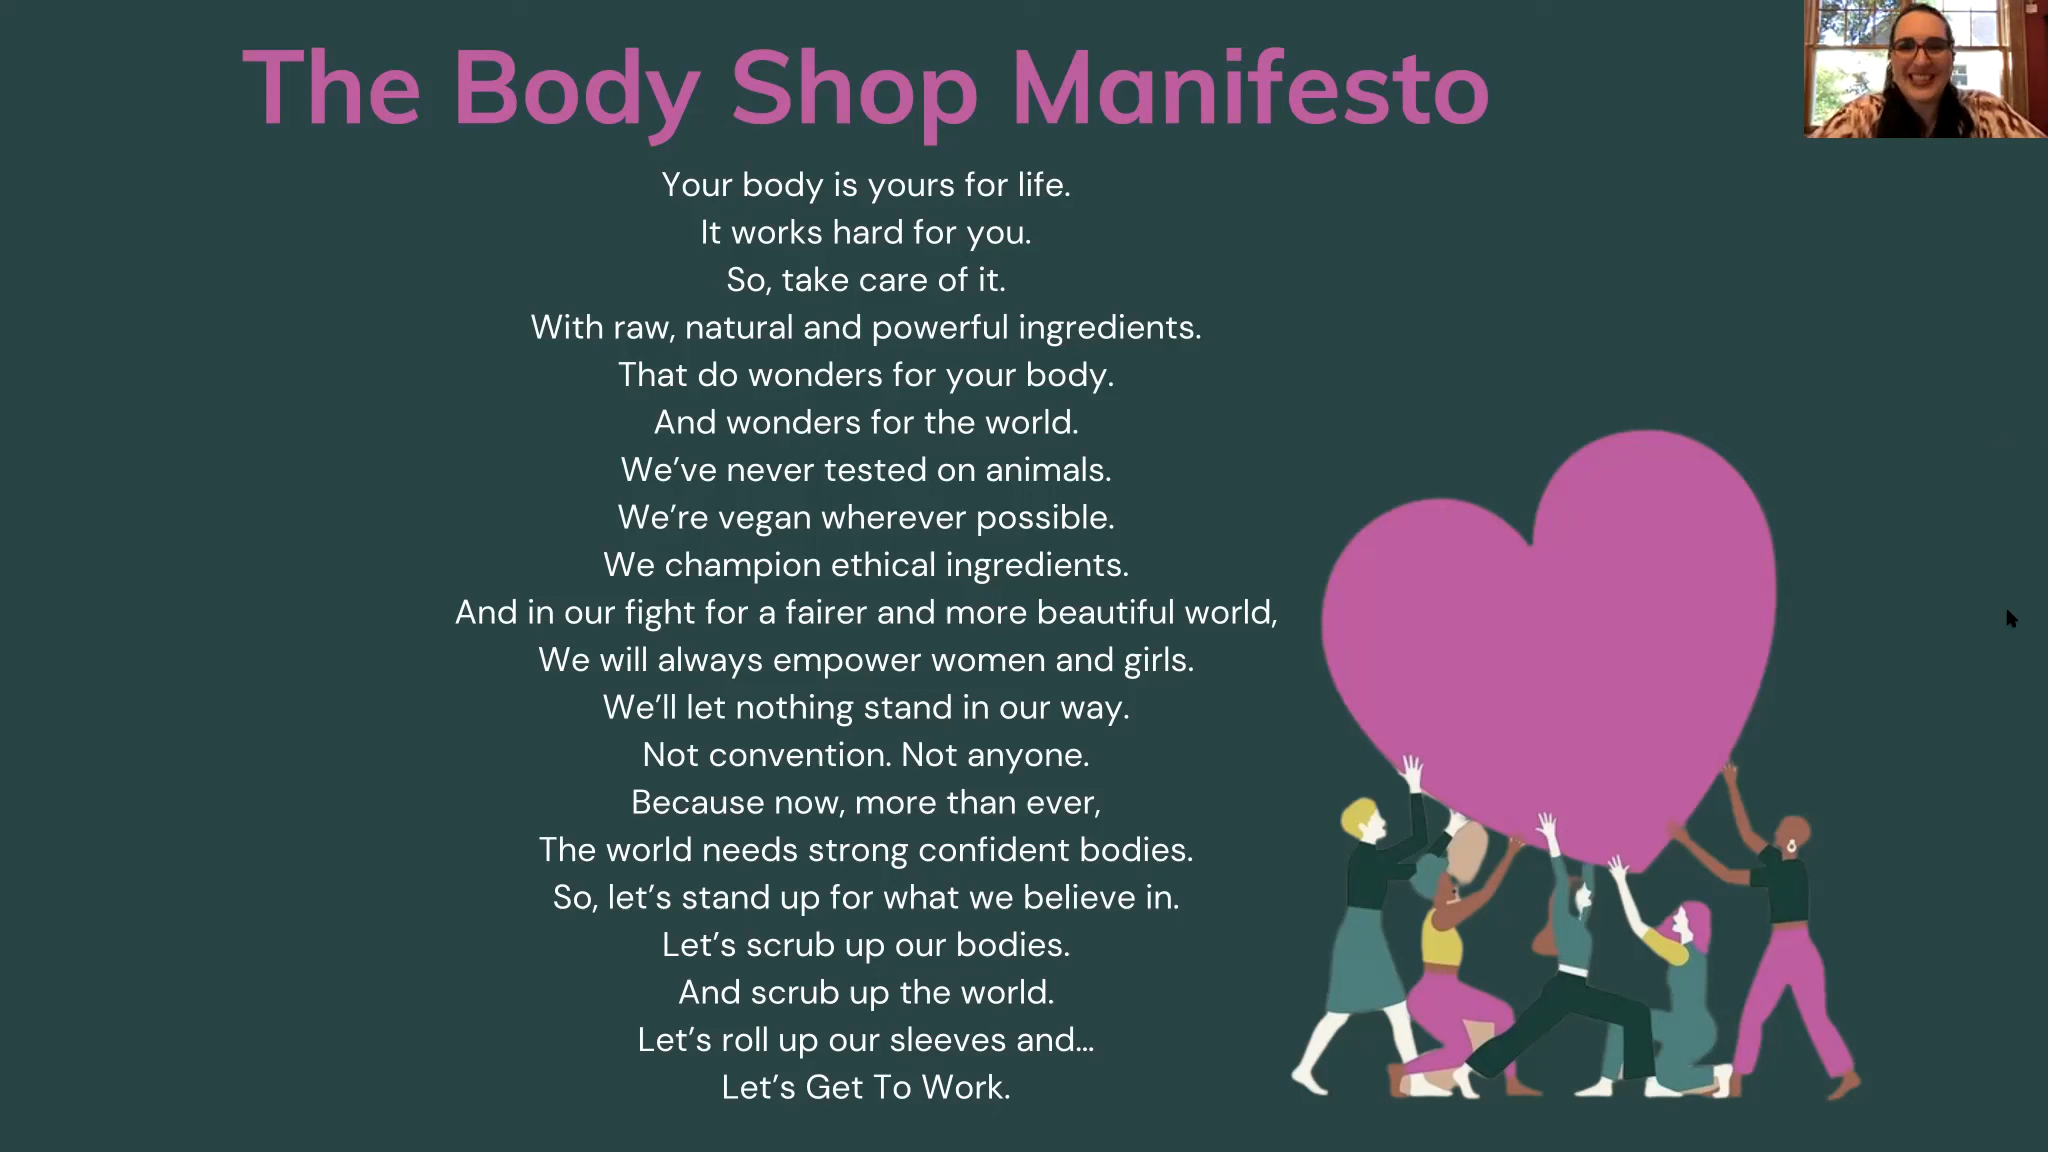 The Body Shop Manifesto
Your body is yours for life.
It works hard for you.
So, take care of it.
With raw, natural and powerful ingredients.
That do wonders for your body.
And wonders for the world.
We’ve never tested on animals.
We’re vegan wherever possible.
We champion ethical ingredients.
And in our fight for a fairer and more beautiful world,
We will always empower women and girls.
We’ll let nothing stand in our way.
Not convention. Not anyone.
Because now, more than ever,
The world needs strong confident bodies.
So, let’s stand up for what we believe in.
Let’s scrub up our bodies.
And scrub up the world.
Let’s roll up our sleeves and...
Let’s Get To Work.